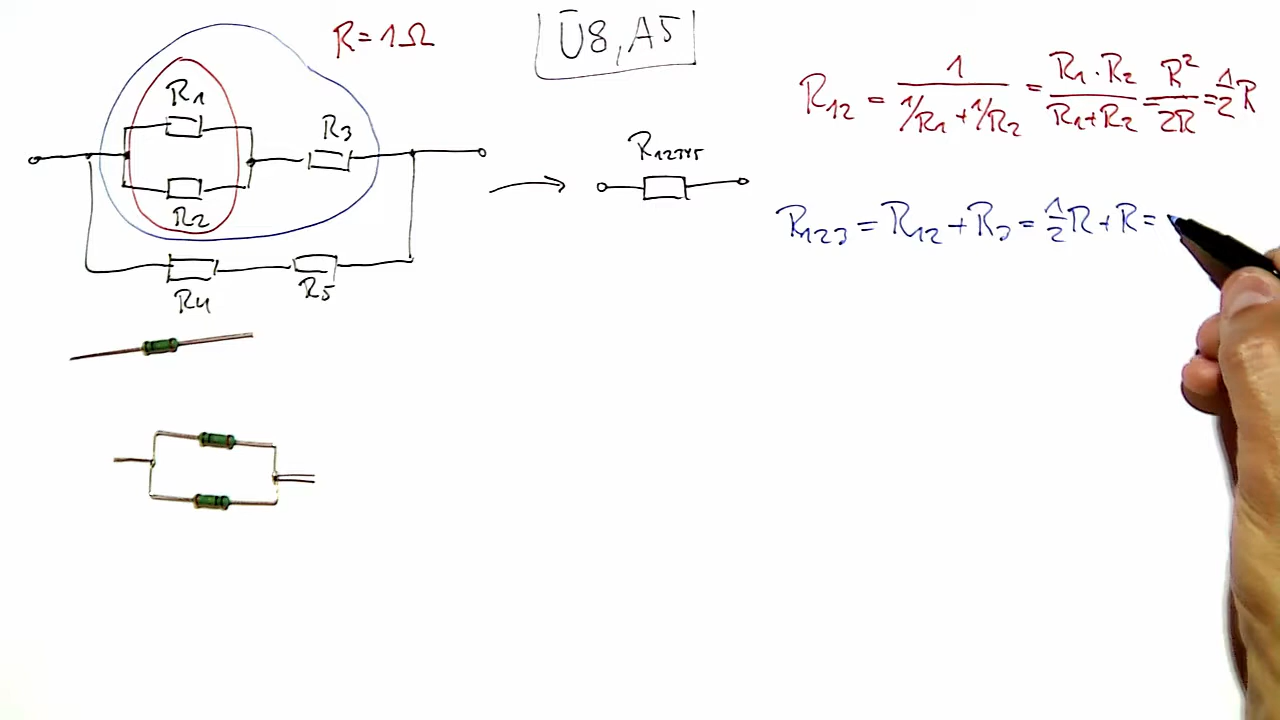 R=1Ω
Ü8, A5
R1
R2
R3
R4
R5
R12345
R12 = 1/(1/R1+1/R2) = (R1·R2)/(R1+R2) = R²/2R = 1/2 R
R123 = R12 + R3 = 1/2 R + R =